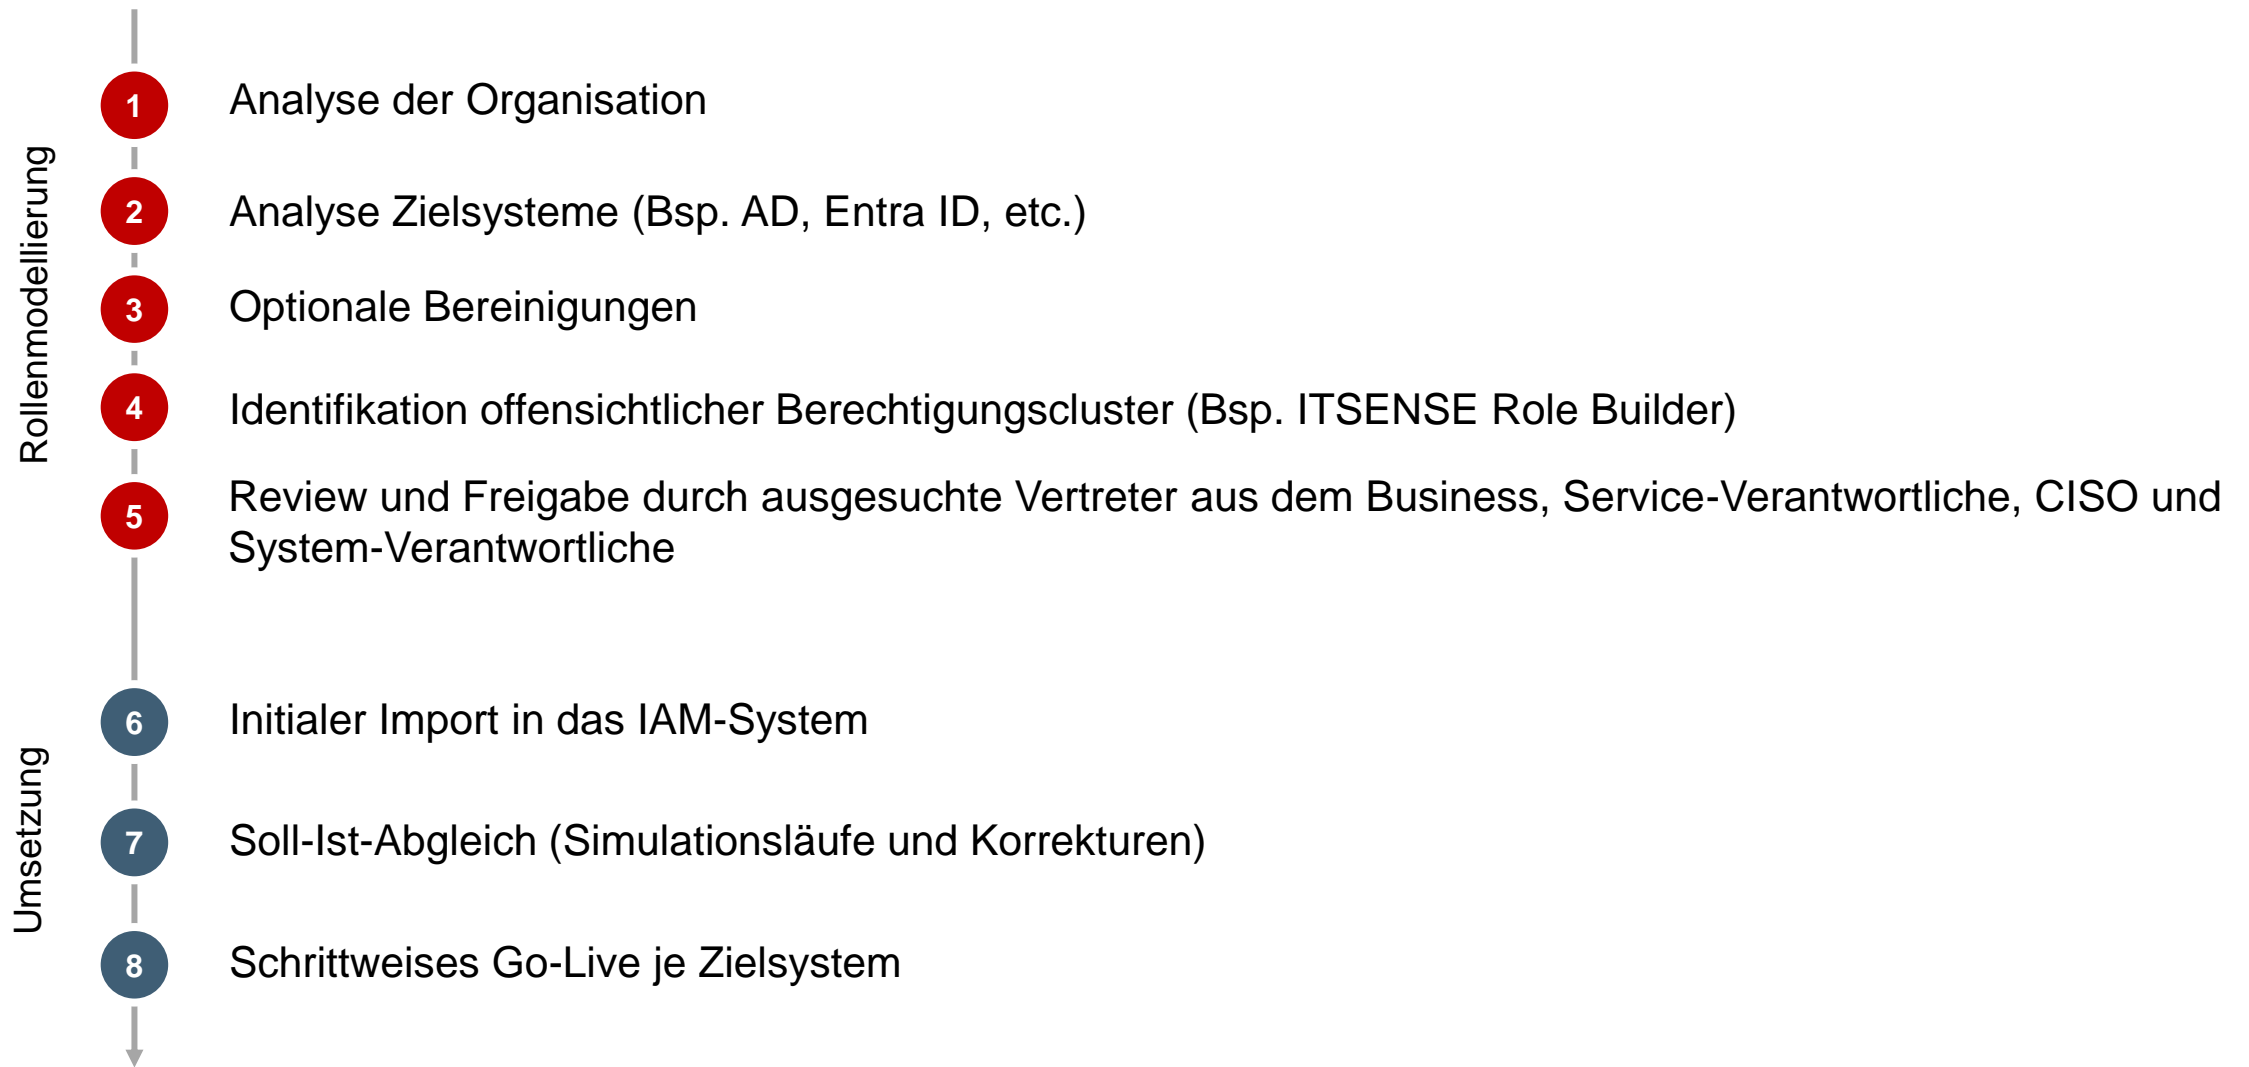 Rollenmodellierung
1
Analyse der Organisation
2
Analyse Zielsysteme (Bsp. AD, Entra ID, etc.)
3
Optionale Bereinigungen
4
Identifikation offensichtlicher Berechtigungscluster (Bsp. ITSENSE Role Builder)
5
Review und Freigabe durch ausgesuchte Vertreter aus dem Business, Service-Verantwortliche, CISO und
System-Verantwortliche
Umsetzung
6
Initialer Import in das IAM-System
7
Soll-Ist-Abgleich (Simulationsläufe und Korrekturen)
8
Schrittweises Go-Live je Zielsystem